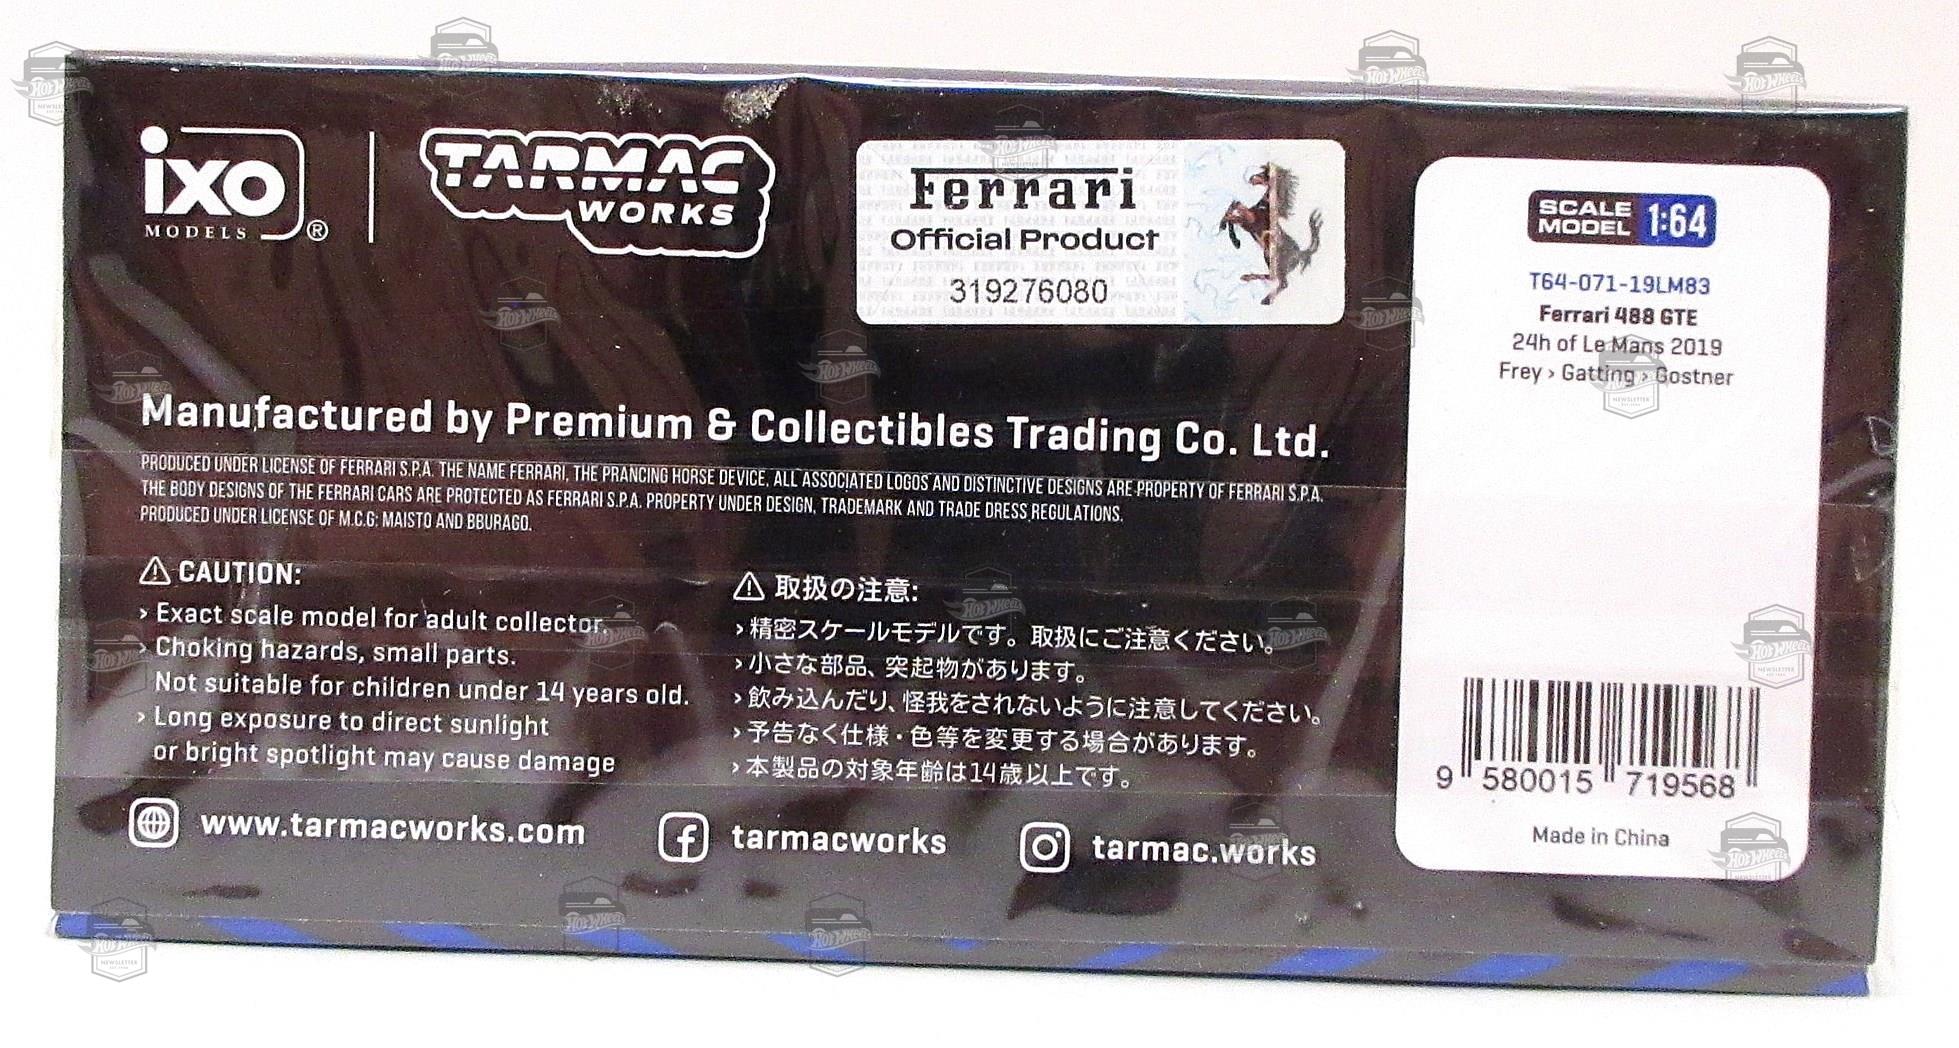 ixo
MODELS ®
TARMAC
WORKS
Ferrari
Official Product
319276080
SCALE
MODEL 1:64
T64-071-19LM83
Ferrari 488 GTE
24h of Le Mans 2019
Frey › Gatting › Gostner
Manufactured by Premium & Collectibles Trading Co. Ltd.
PRODUCED UNDER LICENSE OF FERRARI S.P.A. THE NAME FERRARI, THE PRANCING HORSE DEVICE, ALL ASSOCIATED LOGOS AND DISTINCTIVE DESIGNS ARE PROPERTY OF FERRARI S.P.A.
THE BODY DESIGNS OF THE FERRARI CARS ARE PROTECTED AS FERRARI S.P.A. PROPERTY UNDER DESIGN, TRADEMARK AND TRADE DRESS REGULATIONS.
PRODUCED UNDER LICENSE OF M.C.G: MAISTO AND BBURAGO.
CAUTION:
› Exact scale model for adult collector.
› Choking hazards, small parts.
Not suitable for children under 14 years old.
› Long exposure to direct sunlight
or bright spotlight may cause damage
取扱の注意:
› 精密スケールモデルです。取扱にご注意ください。
› 小さな部品、突起物があります。
› 飲み込んだり、怪我をされないように注意してください。
› 予告なく仕様・色等を変更する場合があります。
› 本製品の対象年齢は14歳以上です。
www.tarmacworks.com
tarmacworks
tarmac.works
9 580015 719568
Made in China